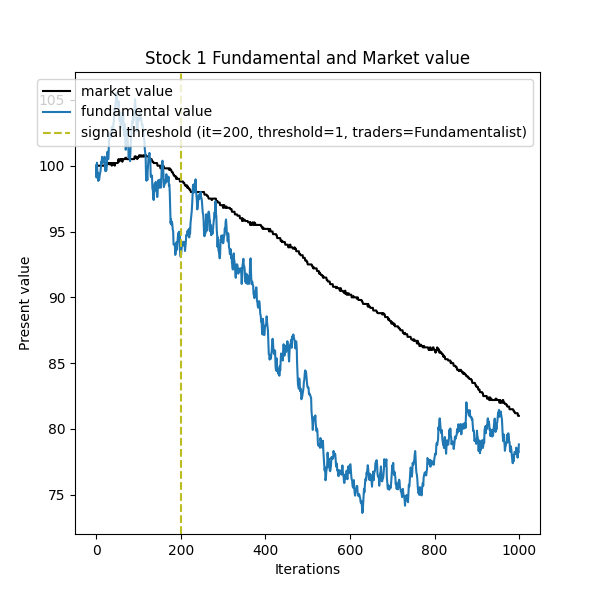 Stock 1 Fundamental and Market value
market value
fundamental value
signal threshold (it=200, threshold=1, traders=Fundamentalist)
105
100
95
90
85
80
75
Present value
0 200 400 600 800 1000
Iterations